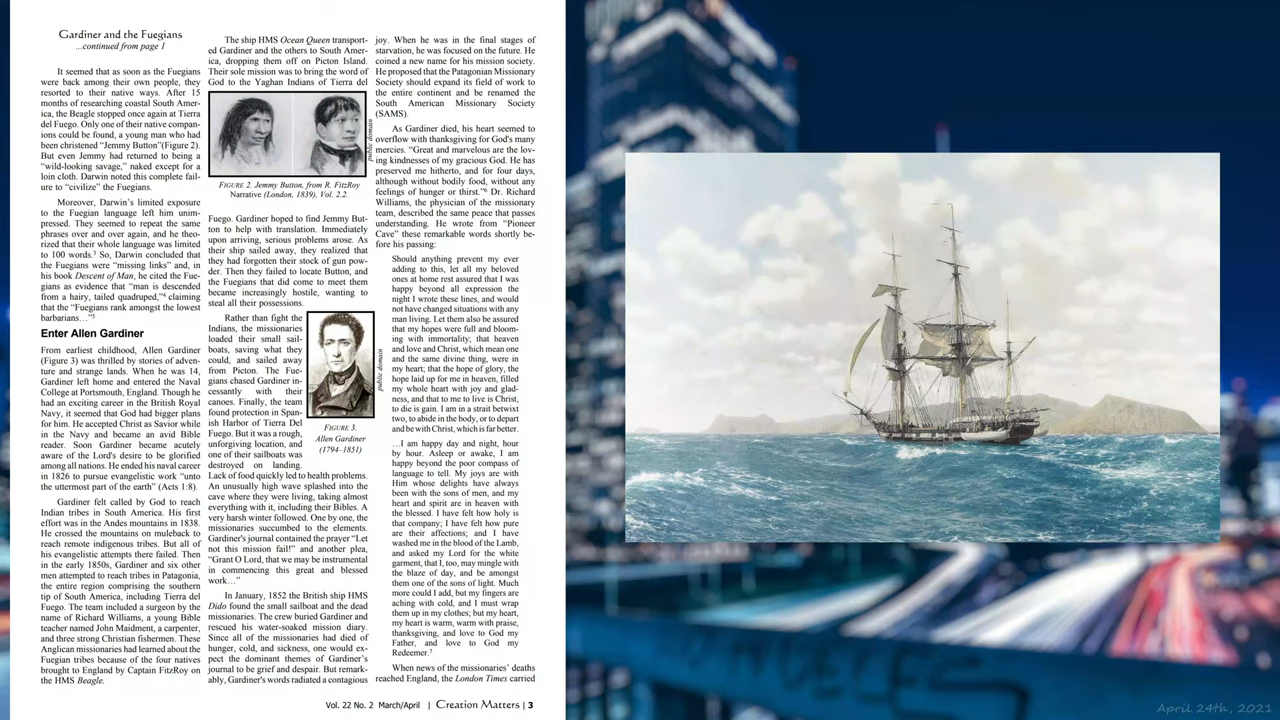 Gardiner and the Fuegians
...continued from page 1
It seemed that as soon as the Fuegians
were back among their own people, they
resorted to their native ways. After 15
months of researching coastal South Amer-
ica, the Beagle stopped once again at Tierra
del Fuego. Only one of their native compan-
ions could be found, a young man who had
been christened “Jemmy Button”(Figure 2).
But even Jemmy had returned to being a
“wild-looking savage,” naked except for a
loin cloth. Darwin noted this complete fail-
ure to “civilize” the Fuegians.
Moreover, Darwin’s limited exposure
to the Fuegian language left him unim-
pressed. They seemed to repeat the same
phrases over and over again, and he theo-
rized that their whole language was limited
to 100 words.3 So, Darwin concluded that
the Fuegians were “missing links” and, in
his book Descent of Man, he cited the Fue-
gians as evidence that “man is descended
from a hairy, tailed quadruped,”4 claiming
that the “Fuegians rank amongst the lowest
barbarians…”5
Enter Allen Gardiner
From earliest childhood, Allen Gardiner
(Figure 3) was thrilled by stories of adven-
ture and strange lands. When he was 14,
Gardiner left home and entered the Naval
College at Portsmouth, England. Though he
had an exciting career in the British Royal
Navy, it seemed that God had bigger plans
for him. He accepted Christ as Savior while
in the Navy and became an avid Bible
reader. Soon Gardiner became acutely
aware of the Lord’s desire to be glorified
among all nations. He ended his naval career
in 1826 to pursue evangelistic work “unto
the uttermost part of the earth” (Acts 1:8).
Gardiner felt called by God to reach
Indian tribes in South America. His first
effort was in the Andes mountains in 1838.
He crossed the mountains on muleback to
reach remote indigenous tribes. But all of
his evangelistic attempts there failed. Then
in the early 1850s, Gardiner and six other
men attempted to reach tribes in Patagonia,
the entire region comprising the southern
tip of South America, including Tierra del
Fuego. The team included a surgeon by the
name of Richard Williams, a young Bible
teacher named John Maidment, a carpenter,
and three strong Christian fishermen. These
Anglican missionaries had learned about the
Fuegian tribes because of the four natives
brought to England by Captain FitzRoy on
the HMS Beagle.
The ship HMS Ocean Queen transport-
ed Gardiner and the others to South Amer-
ica, dropping them off on Picton Island.
Their sole mission was to bring the word of
God to the Yaghan Indians of Tierra del
public domain
FIGURE 2. Jemmy Button, from R. FitzRoy
Narrative (London, 1839), Vol. 2.2.
Fuego. Gardiner hoped to find Jemmy But-
ton to help with translation. Immediately
upon arriving, serious problems arose. As
their ship sailed away, they realized that
they had forgotten their stock of gun pow-
der. Then they failed to locate Button, and
the Fuegians that did come to meet them
became increasingly hostile, wanting to
steal all their possessions.
Rather than fight the
Indians, the missionaries
loaded their small sail-
boats, saving what they
could, and sailed away
from Picton. The Fue-
gians chased Gardiner in-
cessantly with their
canoes. Finally, the team
found protection in Span-
ish Harbor of Tierra Del
Fuego. But it was a rough,
unforgiving location, and
one of their sailboats was
destroyed on landing.
public domain
FIGURE 3.
Allen Gardiner
(1794–1851)
Lack of food quickly led to health problems.
An unusually high wave splashed into the
cave where they were living, taking almost
everything with it, including their Bibles. A
very harsh winter followed. One by one, the
missionaries succumbed to the elements.
Gardiner's journal contained the prayer “Let
not this mission fail!” and another plea,
“Grant O Lord, that we may be instrumental
in commencing this great and blessed
work…”
In January, 1852 the British ship HMS
Dido found the small sailboat and the dead
missionaries. The crew buried Gardiner and
rescued his water-soaked mission diary.
Since all of the missionaries had died of
hunger, cold, and sickness, one would ex-
pect the dominant themes of Gardiner’s
journal to be grief and despair. But remark-
ably, Gardiner's words radiated a contagious
joy. When he was in the final stages of
starvation, he was focused on the future. He
coined a new name for his mission society.
He proposed that the Patagonian Missionary
Society should expand its field of work to
the entire continent and be renamed the
South American Missionary Society
(SAMS).
As Gardiner died, his heart seemed to
overflow with thanksgiving for God’s many
mercies. “Great and marvelous are the lov-
ing kindnesses of my gracious God. He has
preserved me hitherto, and for four days,
although without bodily food, without any
feelings of hunger or thirst.”6 Dr. Richard
Williams, the physician of the missionary
team, described the same peace that passes
understanding. He wrote from “Pioneer
Cave” these remarkable words shortly be-
fore his passing:
Should anything prevent my ever
adding to this, let all my beloved
ones at home rest assured that I was
happy beyond all expression the
night I wrote these lines, and would
not have changed situations with any
man living. Let them also be assured
that my hopes were full and bloom-
ing with immortality; that heaven
and love and Christ, which mean one
and the same divine thing, were in
my heart; that the hope of glory, the
hope laid up for me in heaven, filled
my whole heart with joy and glad-
ness, and that to me to live is Christ,
to die is gain. I am in a strait betwixt
two, to abide in the body, or to depart
and be with Christ, which is far better.
…I am happy day and night, hour
by hour. Asleep or awake, I am
happy beyond the poor compass of
language to tell. My joys are with
Him whose delights have always
been with the sons of men, and my
heart and spirit are in heaven with
the blessed. I have felt how holy is
that company; I have felt how pure
are their affections; and I have
washed me in the blood of the Lamb,
and asked my Lord for the white
garment, that I, too, may mingle with
the blaze of day, and be amongst
them one of the sons of light. Much
more could I add, but my fingers are
aching with cold, and I must wrap
them up in my clothes; but my heart,
my heart is warm, warm with praise,
thanksgiving, and love to God my
Father, and love to God my
Redeemer.7
When news of the missionaries’ deaths
reached England, the London Times carried
Vol. 22 No. 2 March/April | Creation Matters | 3
April 24th, 2021